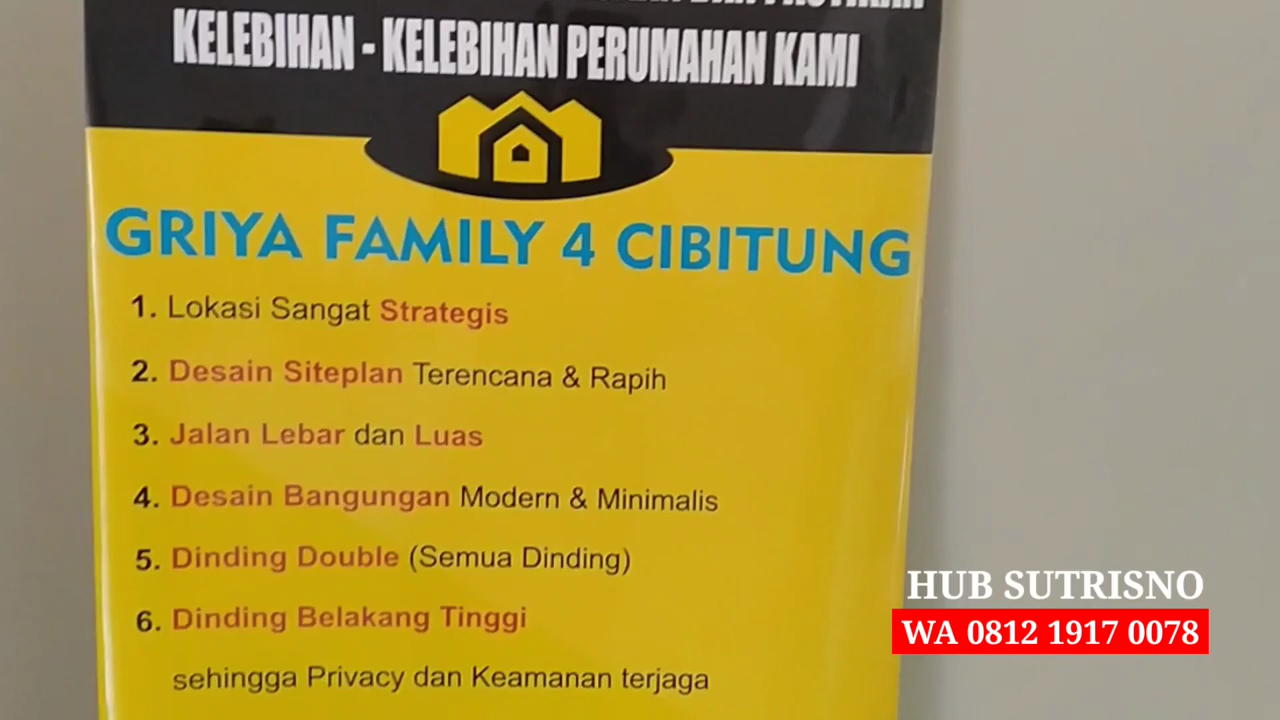 KELEBIHAN - KELEBIHAN PERUMAHAN KAMI
GRIYA FAMILY 4 CIBITUNG
1. Lokasi Sangat Strategis
2. Desain Siteplan Terencana & Rapih
3. Jalan Lebar dan Luas
4. Desain Bangungan Modern & Minimalis
5. Dinding Double (Semua Dinding)
6. Dinding Belakang Tinggi
sehingga Privacy dan Keamanan terjaga
HUB SUTRISNO
WA 0812 1917 0078